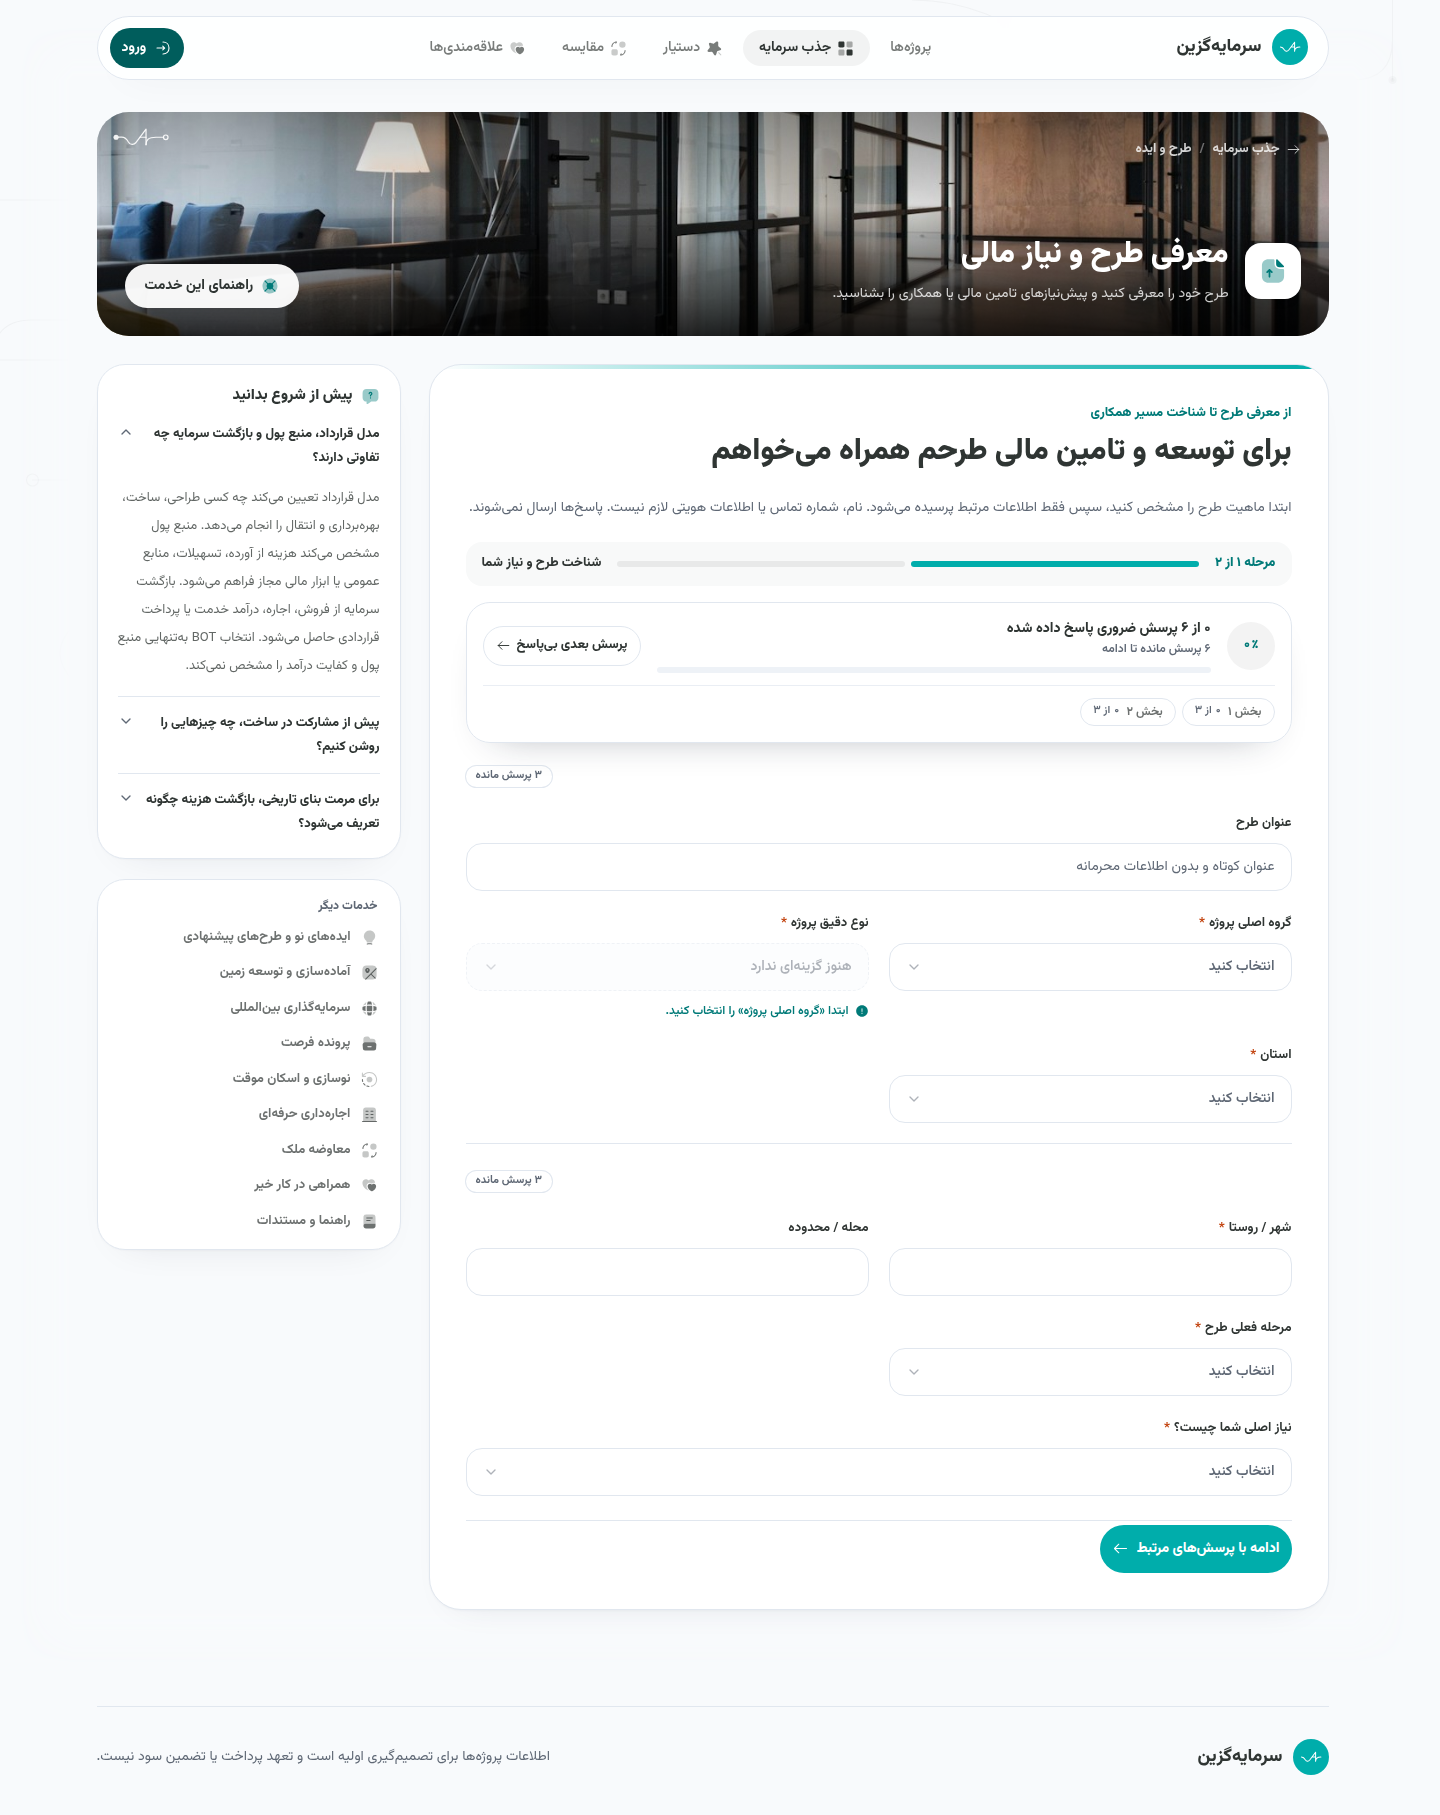 سرمایه‌گزین
پروژه‌ها
جذب سرمایه
دستیار
مقایسه
علاقه‌مندی‌ها
ورود
جذب سرمایه / طرح و ایده
معرفی طرح و نیاز مالی
طرح خود را معرفی کنید و پیش‌نیازهای تامین مالی یا همکاری را بشناسید.
راهنمای این خدمت
از معرفی طرح تا شناخت مسیر همکاری
برای توسعه و تامین مالی طرحم همراه می‌خواهم
ابتدا ماهیت طرح را مشخص کنید، سپس فقط اطلاعات مرتبط پرسیده می‌شود. نام، شماره تماس یا اطلاعات هویتی لازم نیست. پاسخ‌ها ارسال نمی‌شوند.
مرحله ۱ از ۲
شناخت طرح و نیاز شما
۰٪
۰ از ۶ پرسش ضروری پاسخ داده شده
۶ پرسش مانده تا ادامه
پرسش بعدی بی‌پاسخ
بخش ۱ ۰ از ۳
بخش ۲ ۰ از ۳
۳ پرسش مانده
عنوان طرح
عنوان کوتاه و بدون اطلاعات محرمانه
گروه اصلی پروژه *
نوع دقیق پروژه *
انتخاب کنید
هنوز گزینه‌ای ندارد
ابتدا «گروه اصلی پروژه» را انتخاب کنید.
استان *
انتخاب کنید
۳ پرسش مانده
شهر / روستا *
محله / محدوده
مرحله فعلی طرح *
انتخاب کنید
نیاز اصلی شما چیست؟ *
انتخاب کنید
ادامه با پرسش‌های مرتبط
پیش از شروع بدانید
مدل قرارداد، منبع پول و بازگشت سرمایه چه
تفاوتی دارند؟
مدل قرارداد تعیین می‌کند چه کسی طراحی، ساخت،
بهره‌برداری و انتقال را انجام می‌دهد. منبع پول
مشخص می‌کند هزینه از آورده، تسهیلات، منابع
عمومی یا ابزار مالی مجاز فراهم می‌شود. بازگشت
سرمایه از فروش، اجاره، درآمد خدمت یا پرداخت
قراردادی حاصل می‌شود. انتخاب BOT به‌تنهایی منبع
پول و کفایت درآمد را مشخص نمی‌کند.
پیش از مشارکت در ساخت، چه چیزهایی را
روشن کنیم؟
برای مرمت بنای تاریخی، بازگشت هزینه چگونه
تعریف می‌شود؟
خدمات دیگر
ایده‌های نو و طرح‌های پیشنهادی
آماده‌سازی و توسعه زمین
سرمایه‌گذاری بین‌المللی
پرونده فرصت
نوسازی و اسکان موقت
اجاره‌داری حرفه‌ای
معاوضه ملک
همراهی در کار خیر
راهنما و مستندات
سرمایه‌گزین
اطلاعات پروژه‌ها برای تصمیم‌گیری اولیه است و تعهد پرداخت یا تضمین سود نیست.